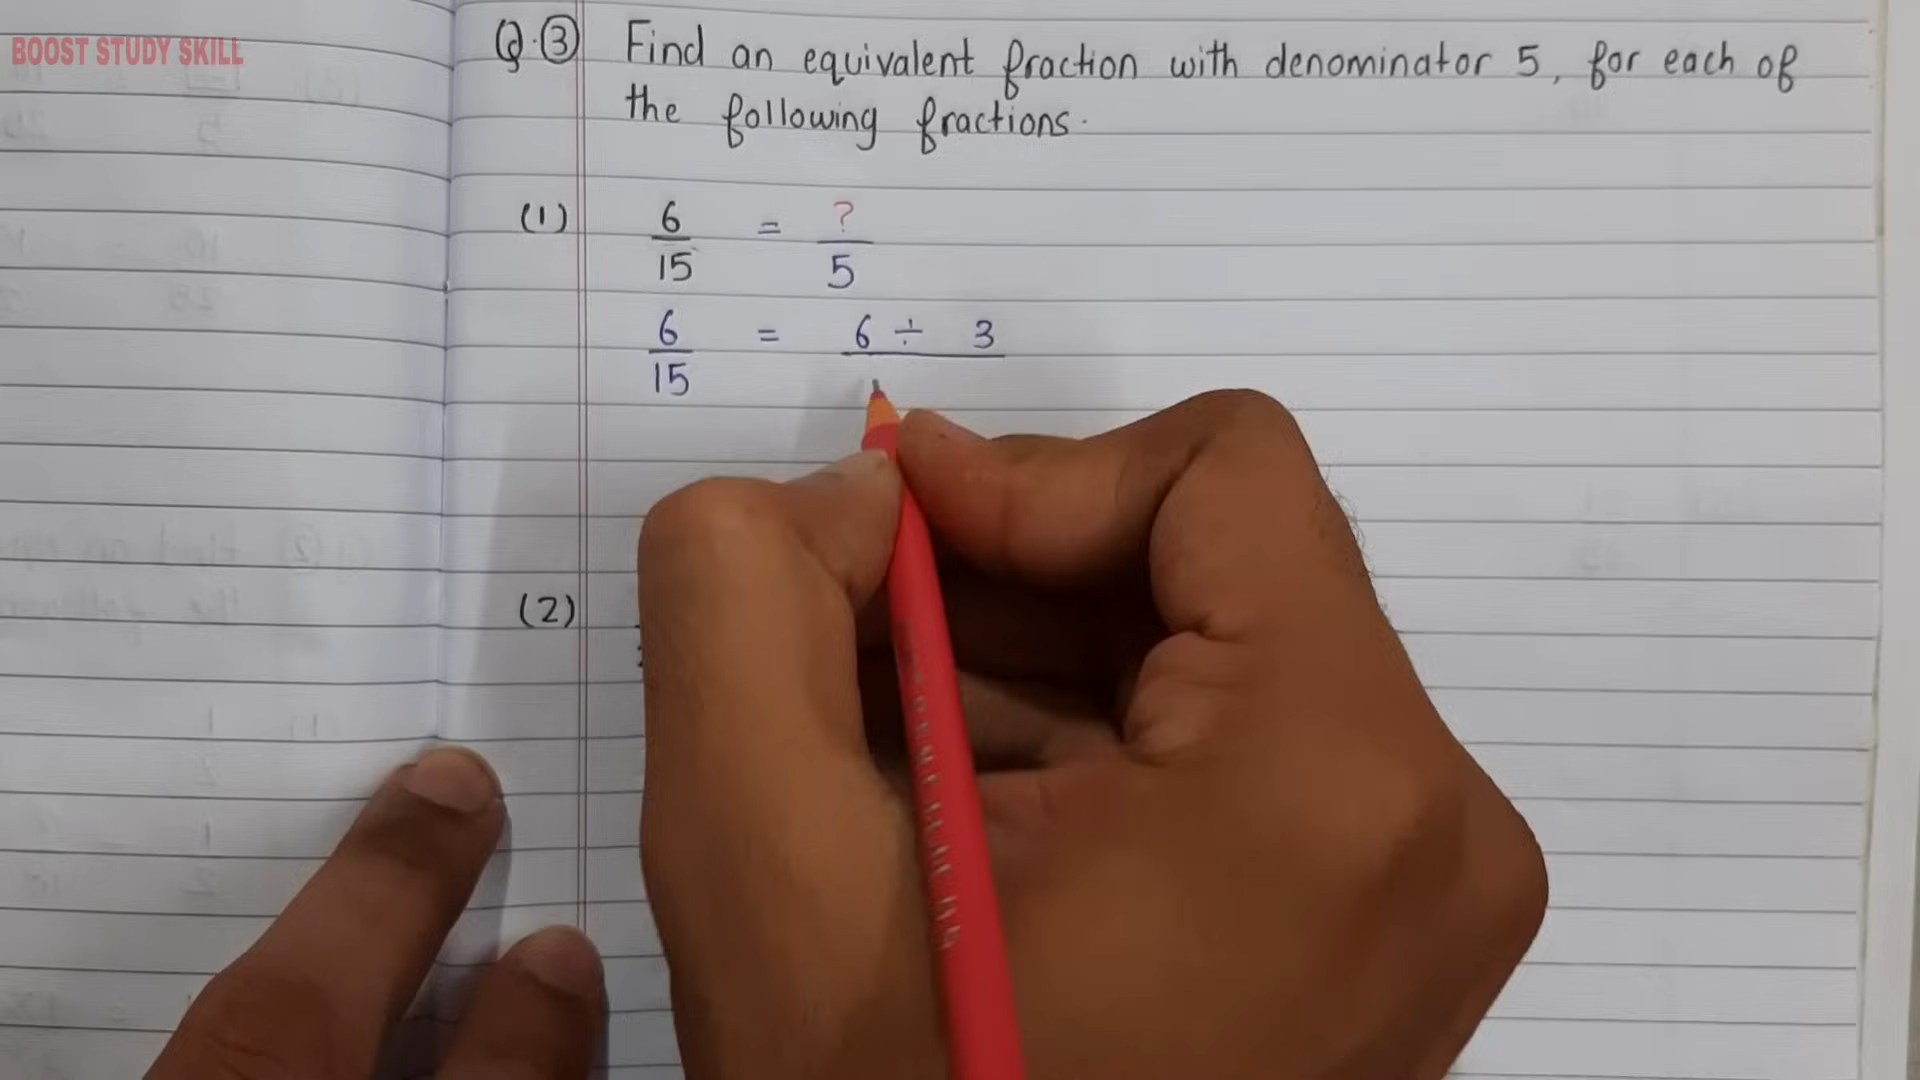 BOOST STUDY SKILL
Q.③ Find an equivalent fraction with denominator 5, for each of
the following fractions.
(1) 6/15 = ?/5
6/15 = 6 ÷ 3
(2)